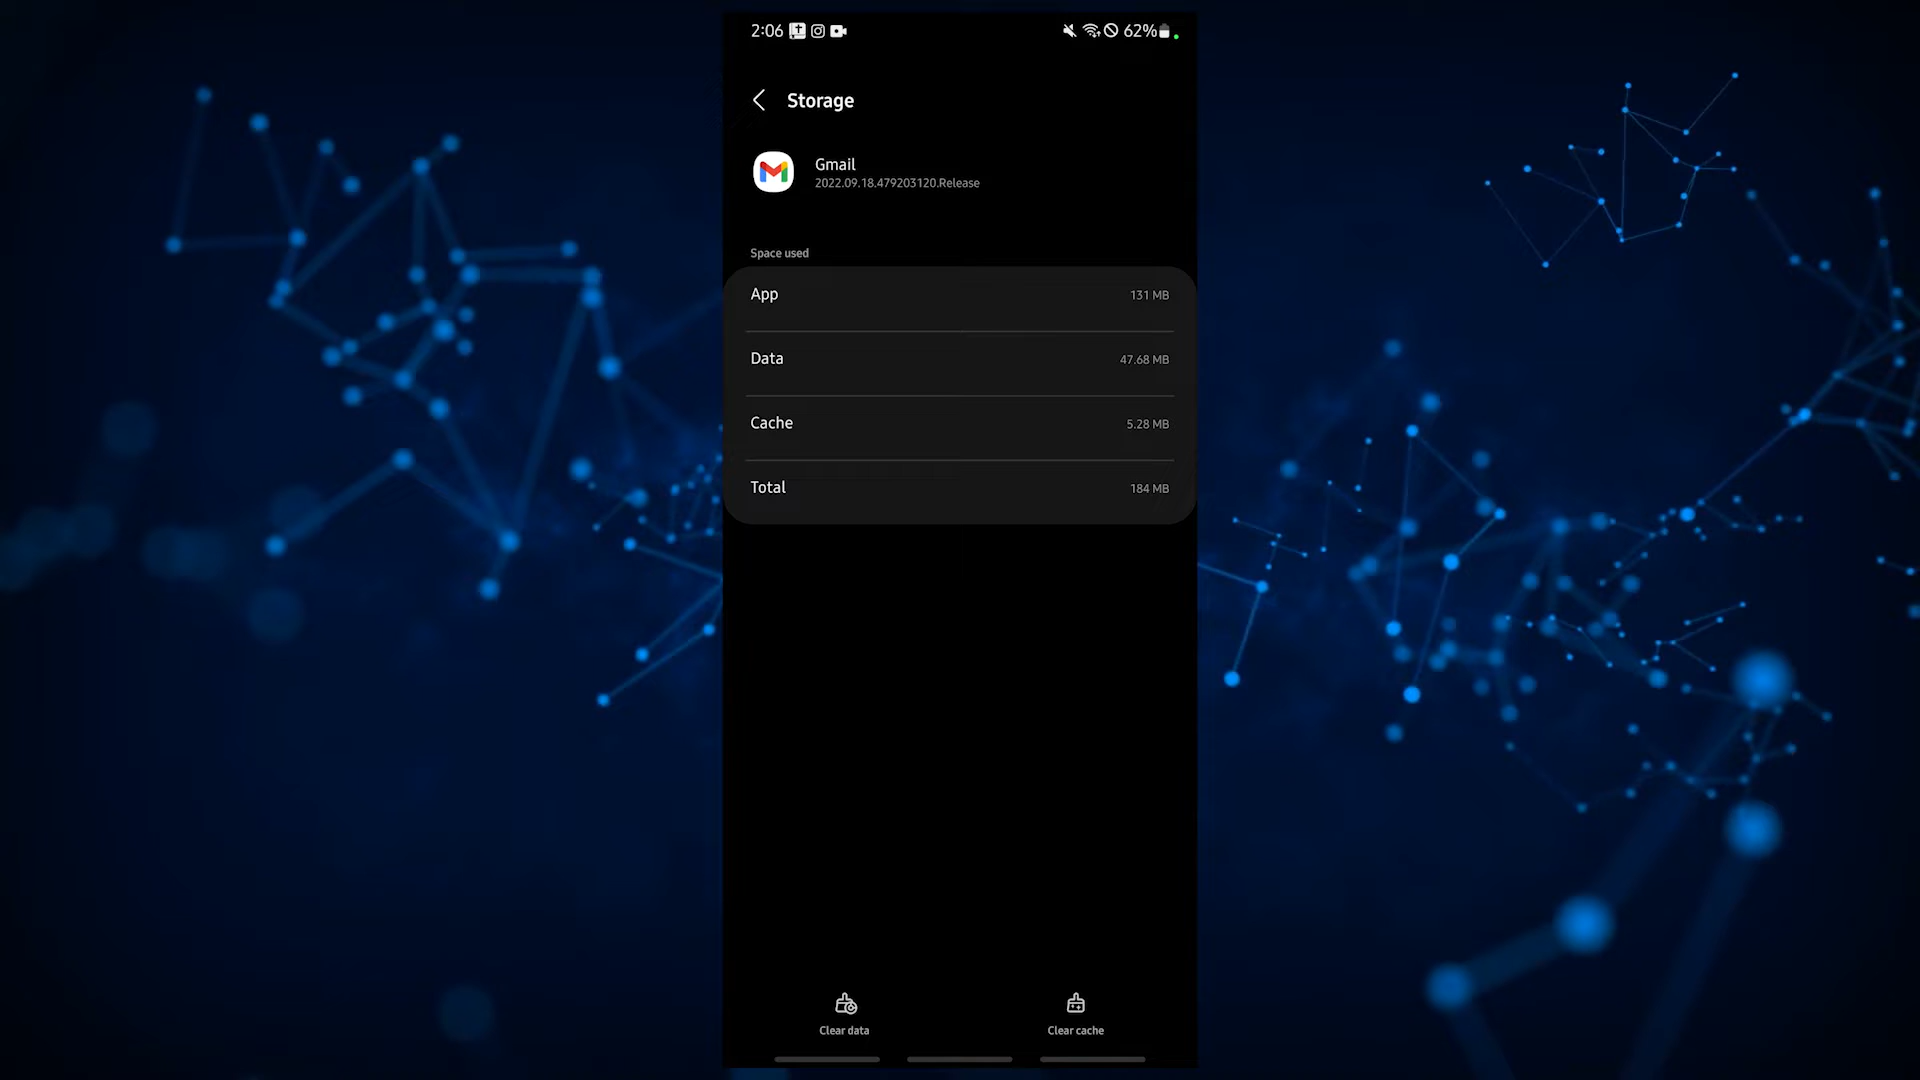 2:06
62%
Storage
Gmail
2022.09.18.479203120.Release
Space used
App 131 MB
Data 47.68 MB
Cache 5.28 MB
Total 184 MB
Clear data
Clear cache